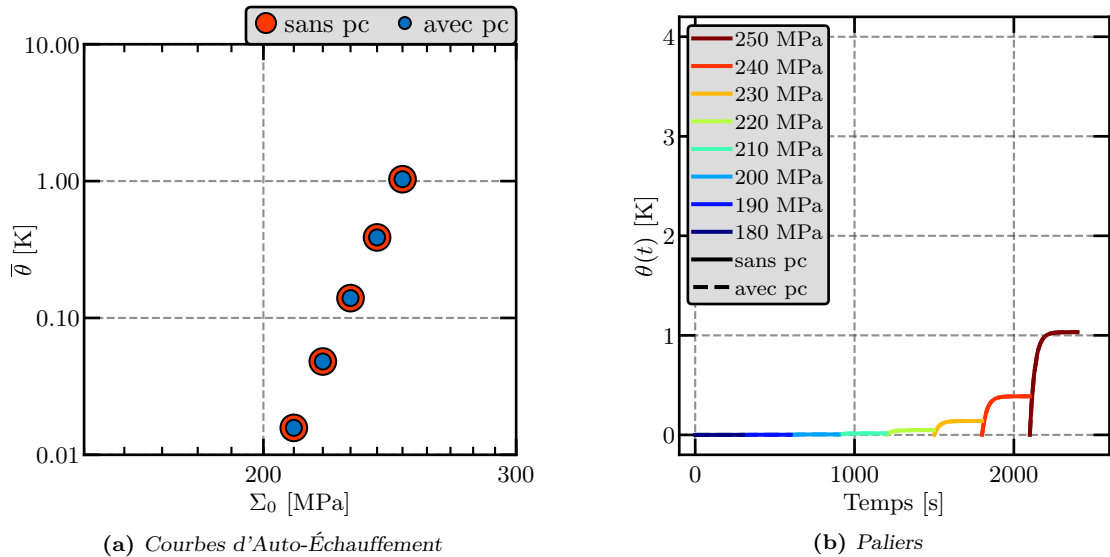 sans pc avec pc
10.00
1.00
0.10
0.01
θ̅ [K]
200 300
Σ₀ [MPa]
(a) Courbes d'Auto-Échauffement
250 MPa
240 MPa
230 MPa
220 MPa
210 MPa
200 MPa
190 MPa
180 MPa
sans pc
avec pc
4
3
2
1
0
θ(t) [K]
0 1000 2000
Temps [s]
(b) Paliers